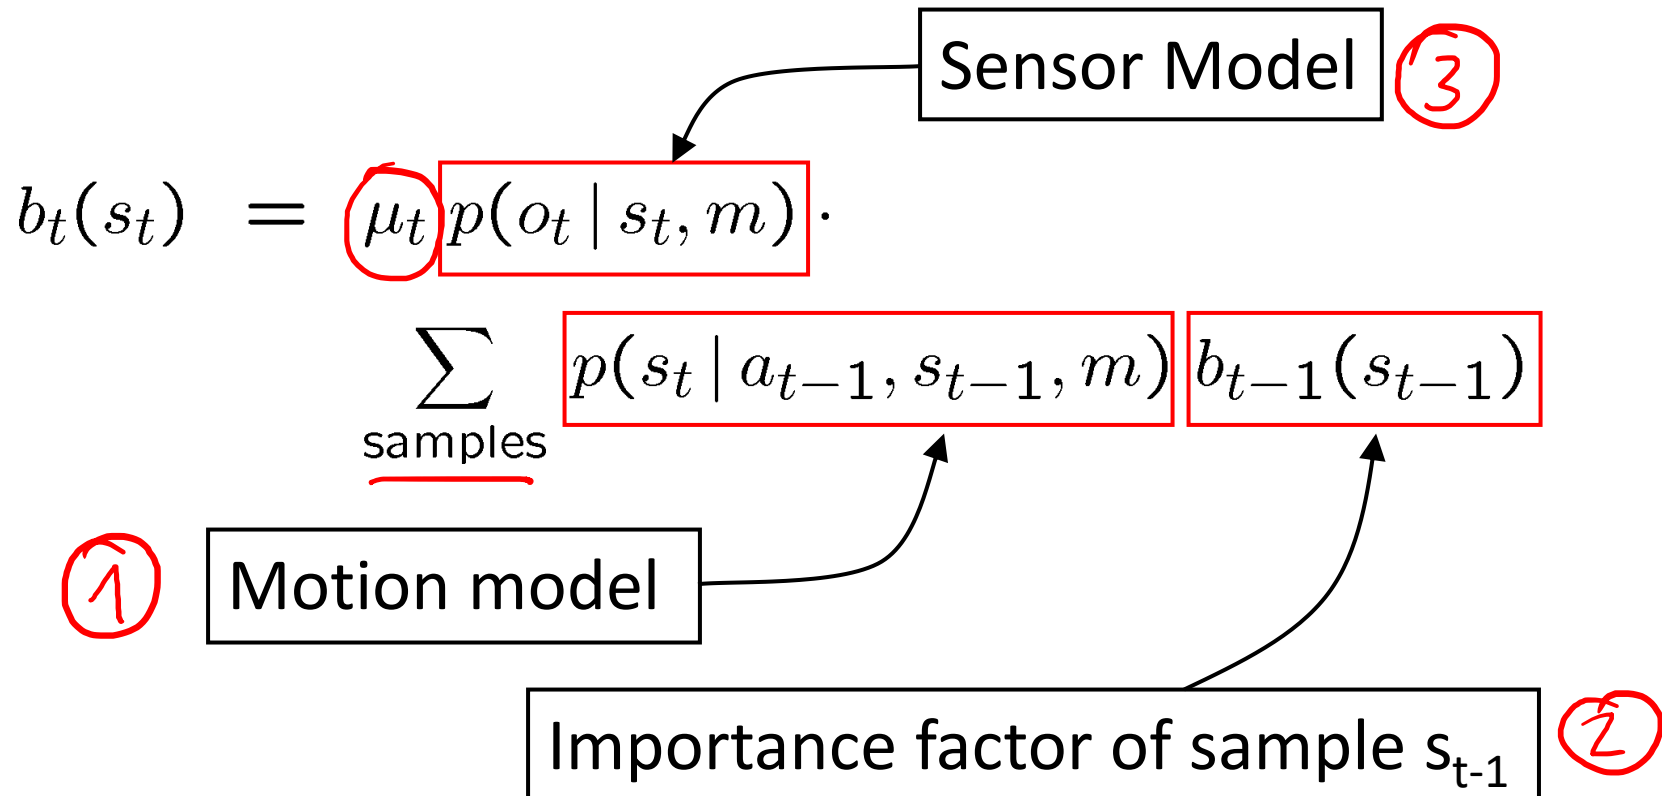 Sensor Model ③
b_t(s_t) = μ_t p(o_t | s_t, m) ·
∑ p(s_t | a_{t−1}, s_{t−1}, m) b_{t−1}(s_{t−1})
samples
① Motion model
Importance factor of sample s_{t-1} ②